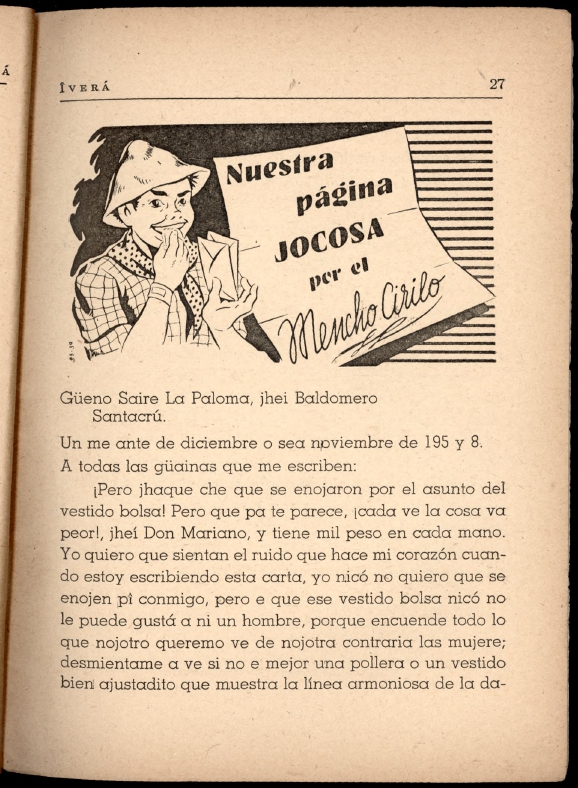 Á
ÎVERÁ 27
Nuestra
página
JOCOSA
por el
Mencho Cirilo
Güeno Saire La Paloma, jhei Baldomero
Santacrú.
Un me ante de diciembre o sea noviembre de 195 y 8.
A todas las güainas que me escriben:
¡Pero jhaque che que se enojaron por el asunto del
vestido bolsa! Pero que pa te parece, ¡cada ve la cosa va
peor!, jheí Don Mariano, y tiene mil peso en cada mano.
Yo quiero que sientan el ruido que hace mi corazón cuan-
do estoy escribiendo esta carta, yo nicó no quiero que se
enojen pî conmigo, pero e que ese vestido bolsa nicó no
le puede gustá a ni un hombre, porque encuende todo lo
que nojotro queremo ve de nojotra contraria las mujere;
desmientame a ve si no e mejor una pollera o un vestido
bien ajustadito que muestra la línea armoniosa de la da-